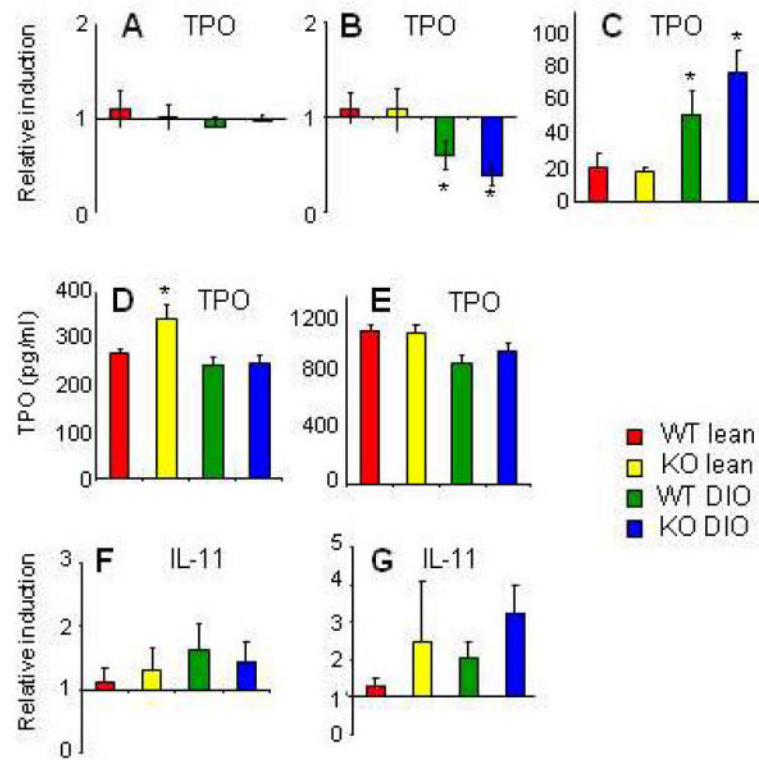 A TPO
B TPO
C TPO
Relative induction
2
1
0
2
1
0
100
80
60
40
20
0
*
*
*
*
D TPO
E TPO
TPO (pg/ml)
400
300
200
100
0
*
1200
800
400
0
WT lean
KO lean
WT DIO
KO DIO
F IL-11
G IL-11
Relative induction
3
2
1
0
5
4
3
2
1
0